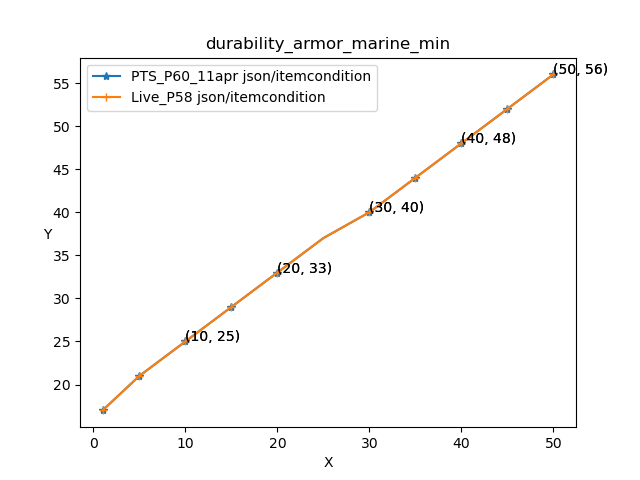 durability_armor_marine_min
PTS_P60_11apr json/itemcondition
Live_P58 json/itemcondition
(50, 56)
(40, 48)
(30, 40)
(20, 33)
(10, 25)
55
50
45
40
35
30
25
20
Y
0 10 20 30 40 50
X